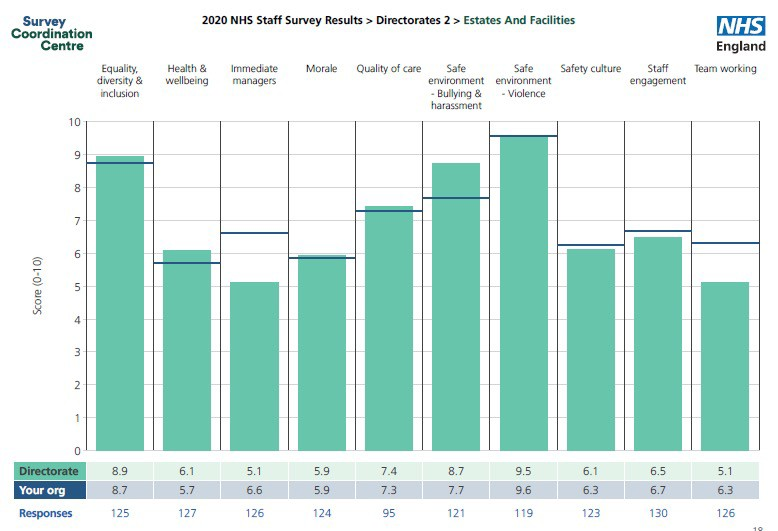 Survey
Coordination
Centre
2020 NHS Staff Survey Results > Directorates 2 > Estates And Facilities
NHS
England
Equality,
diversity &
inclusion
Health &
wellbeing
Immediate
managers
Morale
Quality of care
Safe
environment
- Bullying &
harassment
Safe
environment
- Violence
Safety culture
Staff
engagement
Team working
Score (0-10)
10
9
8
7
6
5
4
3
2
1
0
Directorate 8.9 6.1 5.1 5.9 7.4 8.7 9.5 6.1 6.5 5.1
Your org 8.7 5.7 6.6 5.9 7.3 7.7 9.6 6.3 6.7 6.3
Responses 125 127 126 124 95 121 119 123 130 126